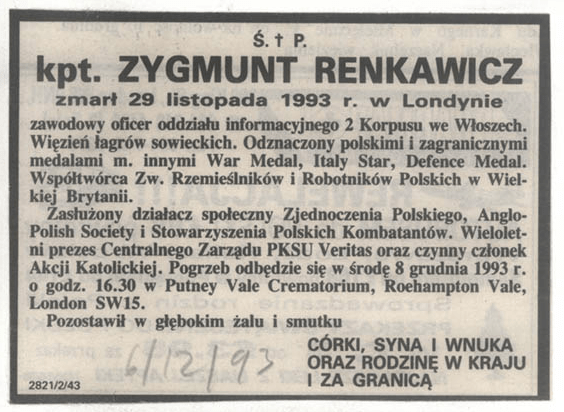 Ś. † P.
kpt. ZYGMUNT RENKAWICZ
zmarł 29 listopada 1993 r. w Londynie
zawodowy oficer oddziału informacyjnego 2 Korpusu we Włoszech.
Więzień łagrów sowieckich. Odznaczony polskimi i zagranicznymi
medalami m. innymi War Medal, Italy Star, Defence Medal.
Współtwórca Zw. Rzemieślników i Robotników Polskich w Wiel-
kiej Brytanii.
Zasłużony działacz społeczny Zjednoczenia Polskiego, Anglo-
Polish Society i Stowarzyszenia Polskich Kombatantów. Wielolet-
ni prezes Centralnego Zarządu PKSU Veritas oraz czynny członek
Akcji Katolickiej. Pogrzeb odbędzie się w środę 8 grudnia 1993 r.
o godz. 16.30 w Putney Vale Crematorium, Roehampton Vale,
London SW15.
Pozostawił w głębokim żalu i smutku
CÓRKI, SYNA I WNUKA
ORAZ RODZINĘ W KRAJU
I ZA GRANICĄ
6/12/93
2821/2/43